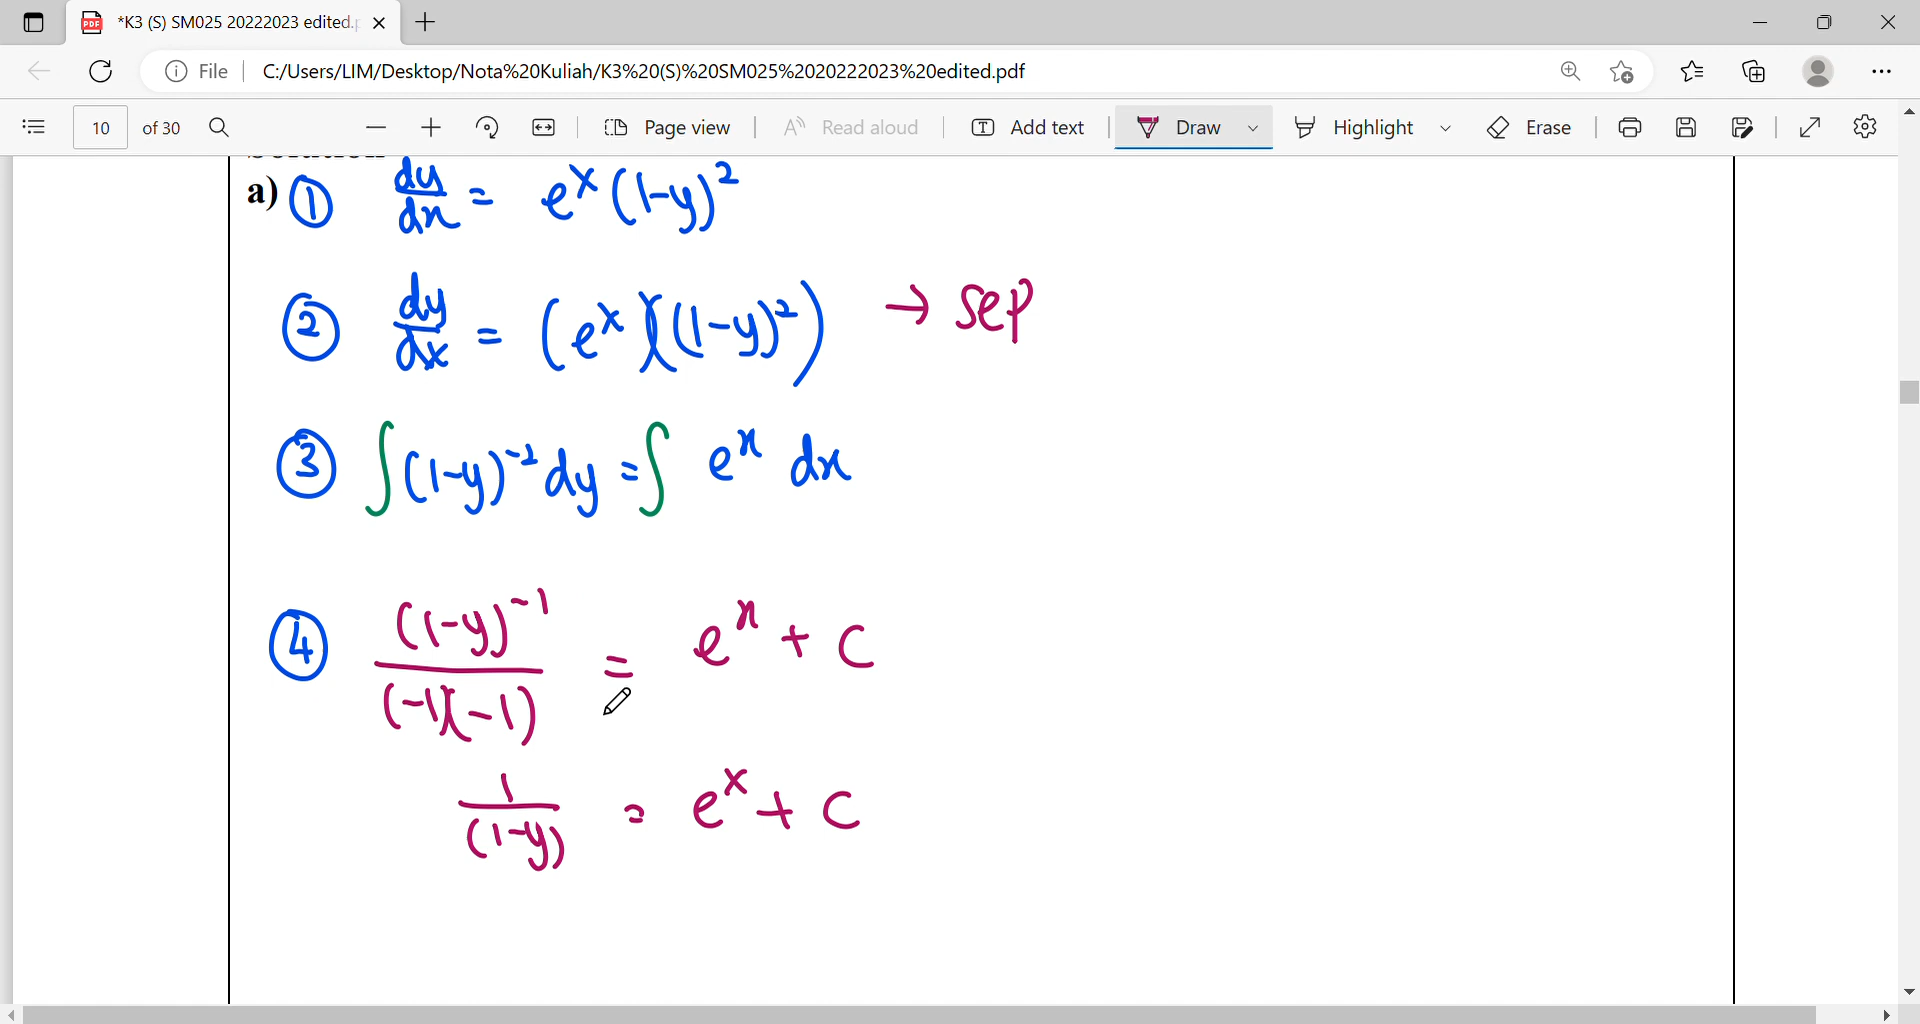 *K3 (S) SM025 20222023 edited.p
File C:/Users/LIM/Desktop/Nota%20Kuliah/K3%20(S)%20SM025%2020222023%20edited.pdf
10 of 30 Page view Read aloud Add text Draw Highlight Erase
a) ① dy/dx = e^x (1-y)^2
② dy/dx = (e^x)((1-y)^2) → sep
③ ∫(1-y)^-2 dy = ∫ e^x dx
④ (1-y)^-1/(-1)(-1) = e^x + c
1/(1-y) = e^x + c